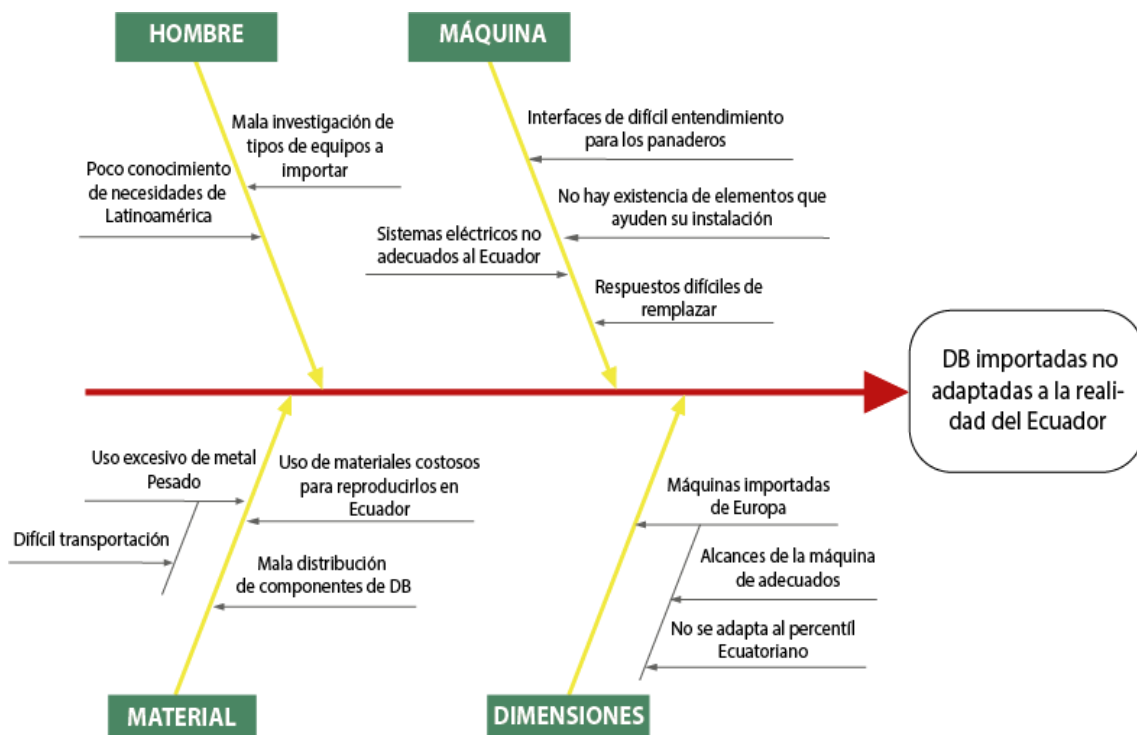 HOMBRE
MÁQUINA
Mala investigación de
tipos de equipos a
importar
Poco conocimiento
de necesidades de
Latinoamérica
Interfaces de difícil entendimiento
para los panaderos
No hay existencia de elementos que
ayuden su instalación
Sistemas eléctricos no
adecuados al Ecuador
Respuestos difíciles de
remplazar
DB importadas no
adaptadas a la reali-
dad del Ecuador
Uso excesivo de metal
Pesado
Uso de materiales costosos
para reproducirlos en
Ecuador
Difícil transportación
Mala distribución
de componentes de DB
Máquinas importadas
de Europa
Alcances de la máquina
de adecuados
No se adapta al percentíl
Ecuatoriano
MATERIAL
DIMENSIONES